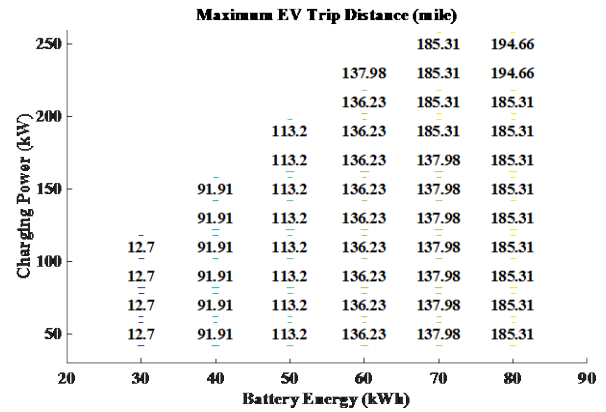 Maximum EV Trip Distance (mile)
250 185.31 194.66
137.98 185.31 194.66
200 136.23 185.31 185.31
113.2 136.23 185.31 185.31
113.2 136.23 137.98 185.31
150 91.91 113.2 136.23 137.98 185.31
91.91 113.2 136.23 137.98 185.31
12.7 91.91 113.2 136.23 137.98 185.31
100 12.7 91.91 113.2 136.23 137.98 185.31
12.7 91.91 113.2 136.23 137.98 185.31
50 12.7 91.91 113.2 136.23 137.98 185.31
20 30 40 50 60 70 80 90
Battery Energy (kWh)
Charging Power (kW)